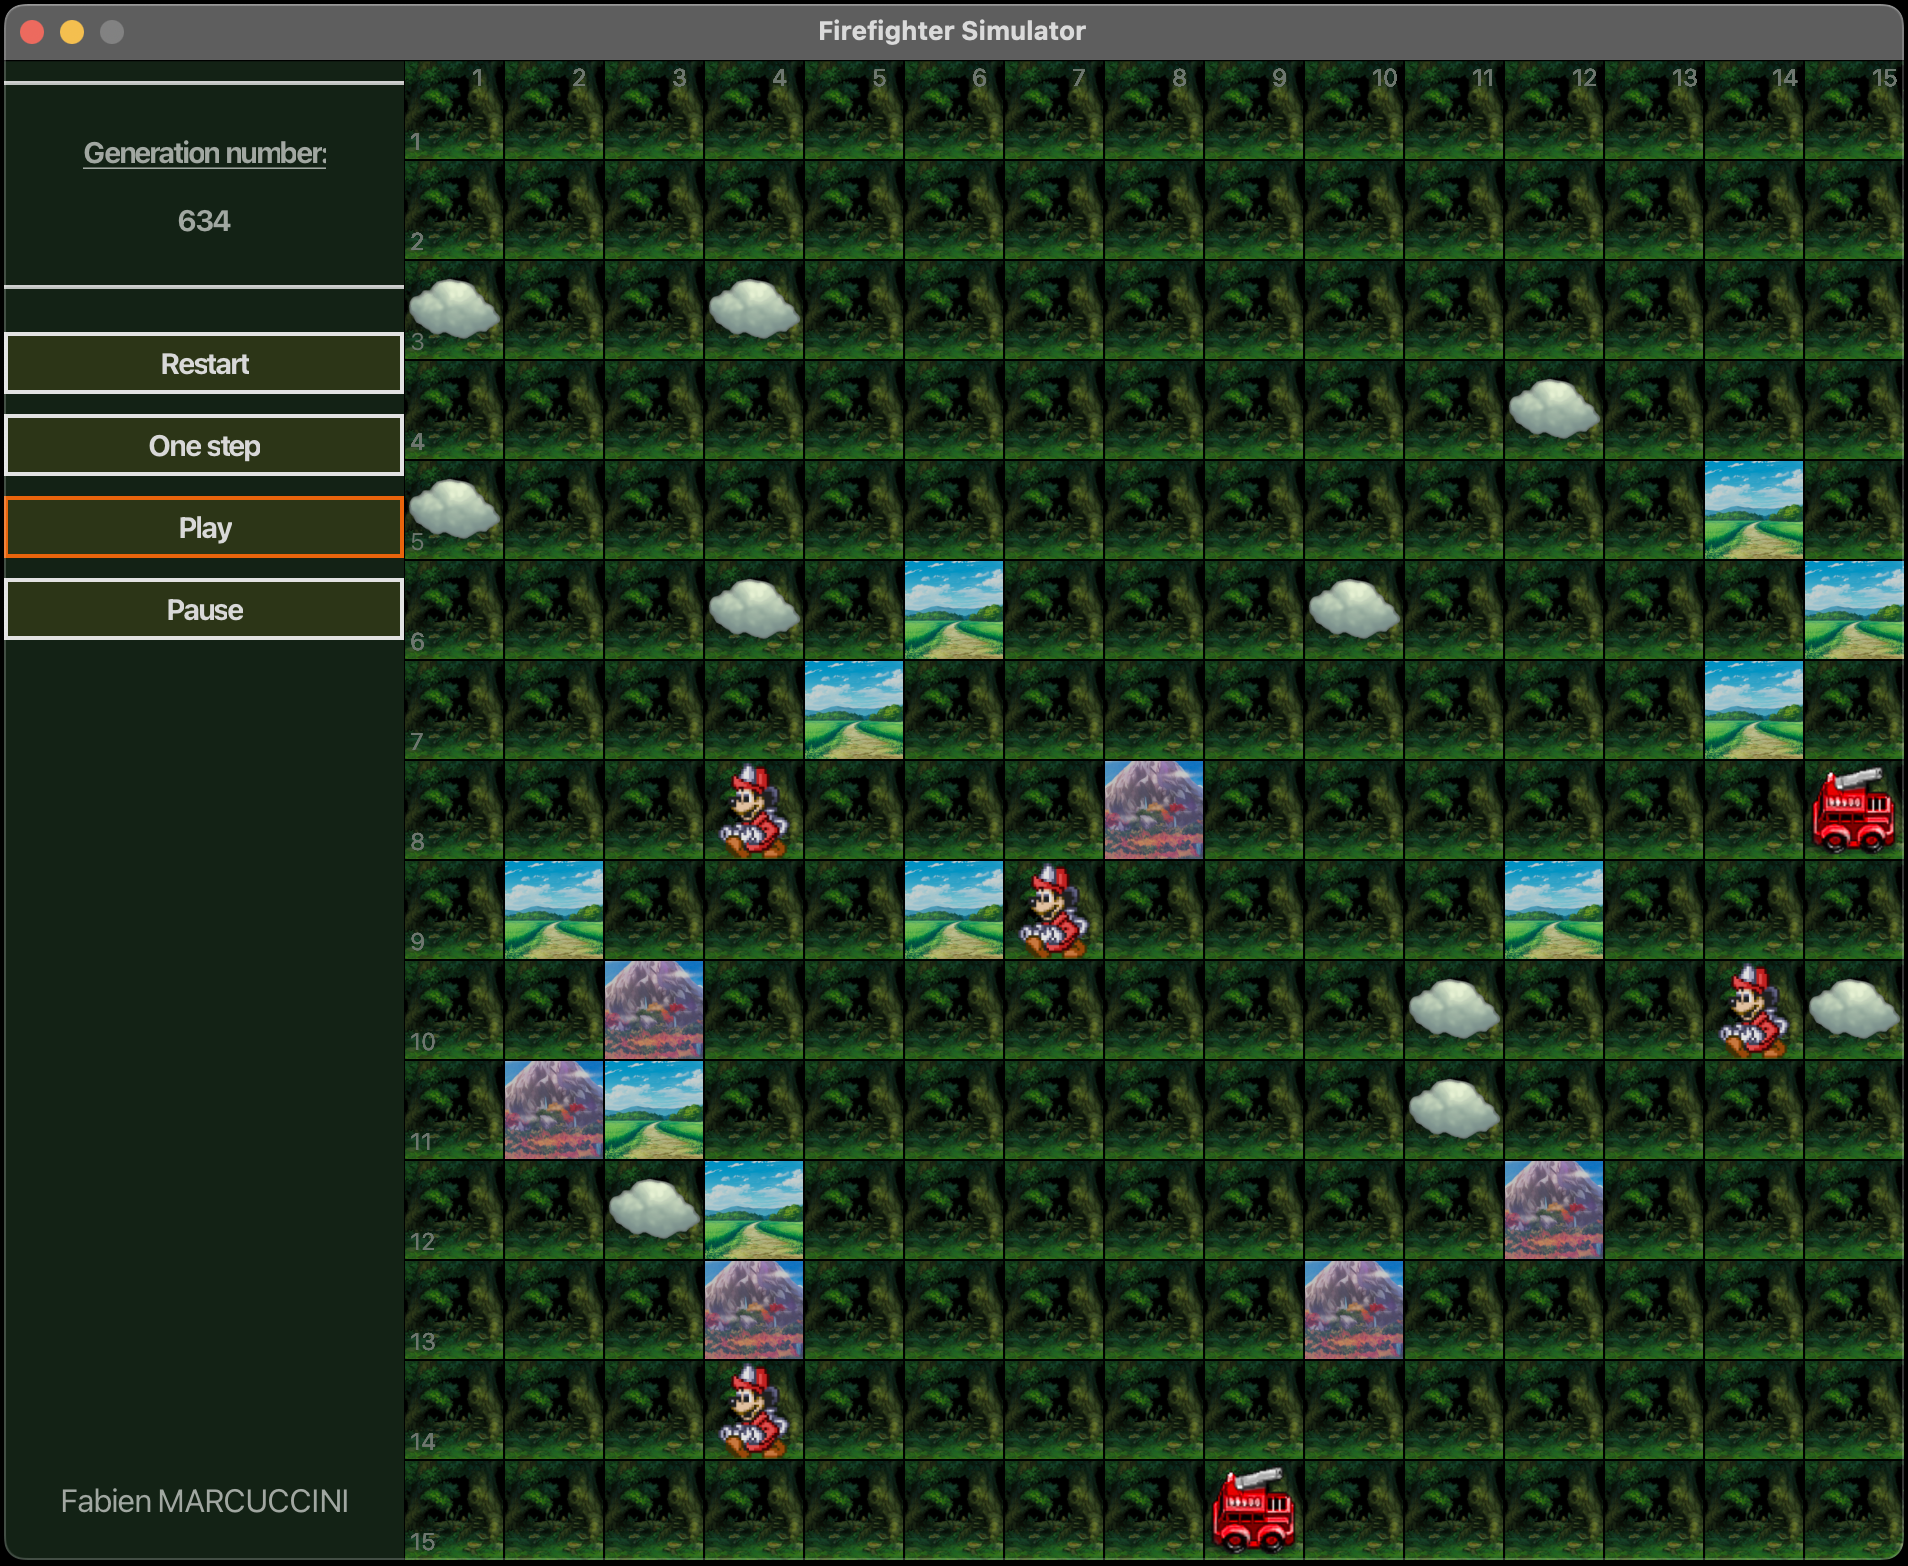 Firefighter Simulator
Generation number:
634
Restart
One step
Play
Pause
Fabien MARCUCCINI
1 2 3 4 5 6 7 8 9 10 11 12 13 14 15
1
2
3
4
5
6
7
8
9
10
11
12
13
14
15